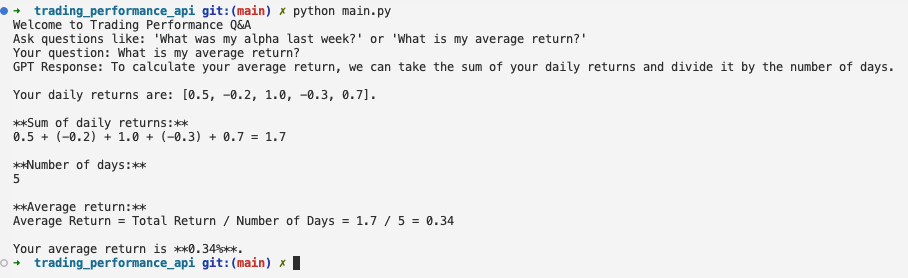 ➜ trading_performance_api git:(main) ✗ python main.py
Welcome to Trading Performance Q&A
Ask questions like: 'What was my alpha last week?' or 'What is my average return?'
Your question: What is my average return?
GPT Response: To calculate your average return, we can take the sum of your daily returns and divide it by the number of days.
Your daily returns are: [0.5, -0.2, 1.0, -0.3, 0.7].
**Sum of daily returns:**
0.5 + (-0.2) + 1.0 + (-0.3) + 0.7 = 1.7
**Number of days:**
5
**Average return:**
Average Return = Total Return / Number of Days = 1.7 / 5 = 0.34
Your average return is **0.34%**.
➜ trading_performance_api git:(main) ✗